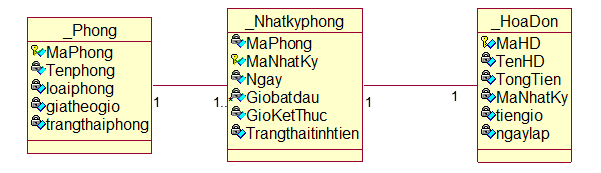 _Phong
MaPhong
Tenphong
loaiphong
giatheogio
trangthaiphong
1
1..*
_Nhatkyphong
MaPhong
MaNhatKy
Ngay
Giobatdau
GioKetThuc
Trangthaitinhtien
1
1
_HoaDon
MaHD
TenHD
TongTien
MaNhatKy
tiengio
ngaylap